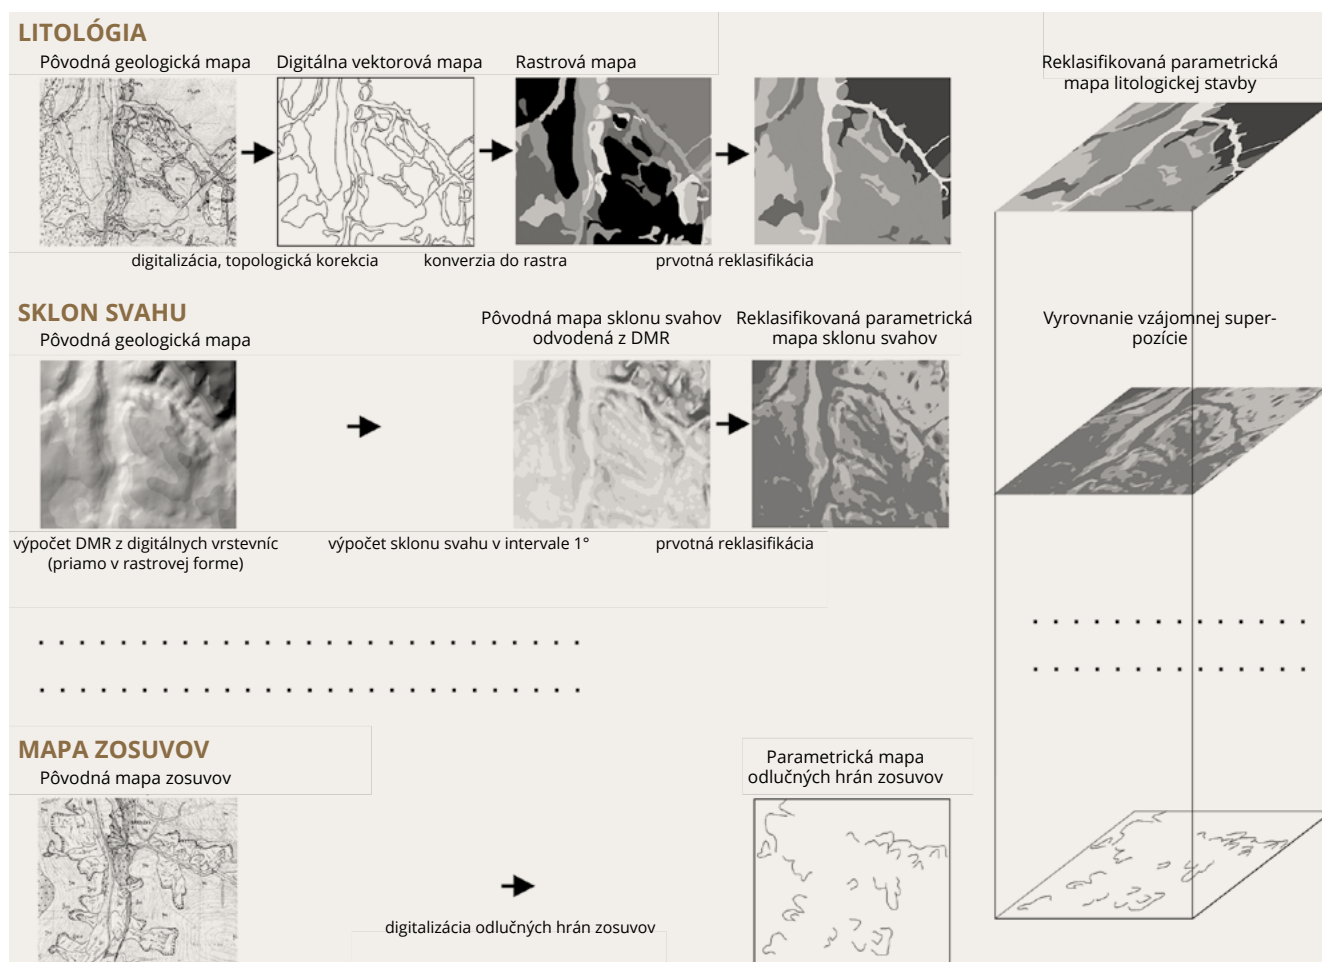 LITOLÓGIA
Pôvodná geologická mapa
Digitálna vektorová mapa
Rastrová mapa
Reklasifikovaná parametrická
mapa litologickej stavby
digitalizácia, topologická korekcia
konverzia do rastra
prvotná reklasifikácia
SKLON SVAHU
Pôvodná geologická mapa
Pôvodná mapa sklonu svahov
odvodená z DMR
Reklasifikovaná parametrická
mapa sklonu svahov
Vyrovnanie vzájomnej super-
pozície
výpočet DMR z digitálnych vrstevníc
(priamo v rastrovej forme)
výpočet sklonu svahu v intervale 1°
prvotná reklasifikácia
MAPA ZOSUVOV
Pôvodná mapa zosuvov
Parametrická mapa
odlučných hrán zosuvov
digitalizácia odlučných hrán zosuvov